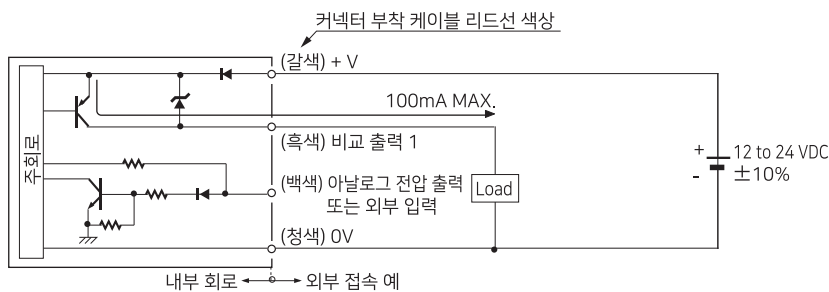 커넥터 부착 케이블 리드선 색상
(갈색) + V
100mA MAX.
(흑색) 비교 출력 1
주회로
+
-
12 to 24 VDC
±10%
(백색) 아날로그 전압 출력
또는 외부 입력
Load
(청색) 0V
내부 회로
외부 접속 예